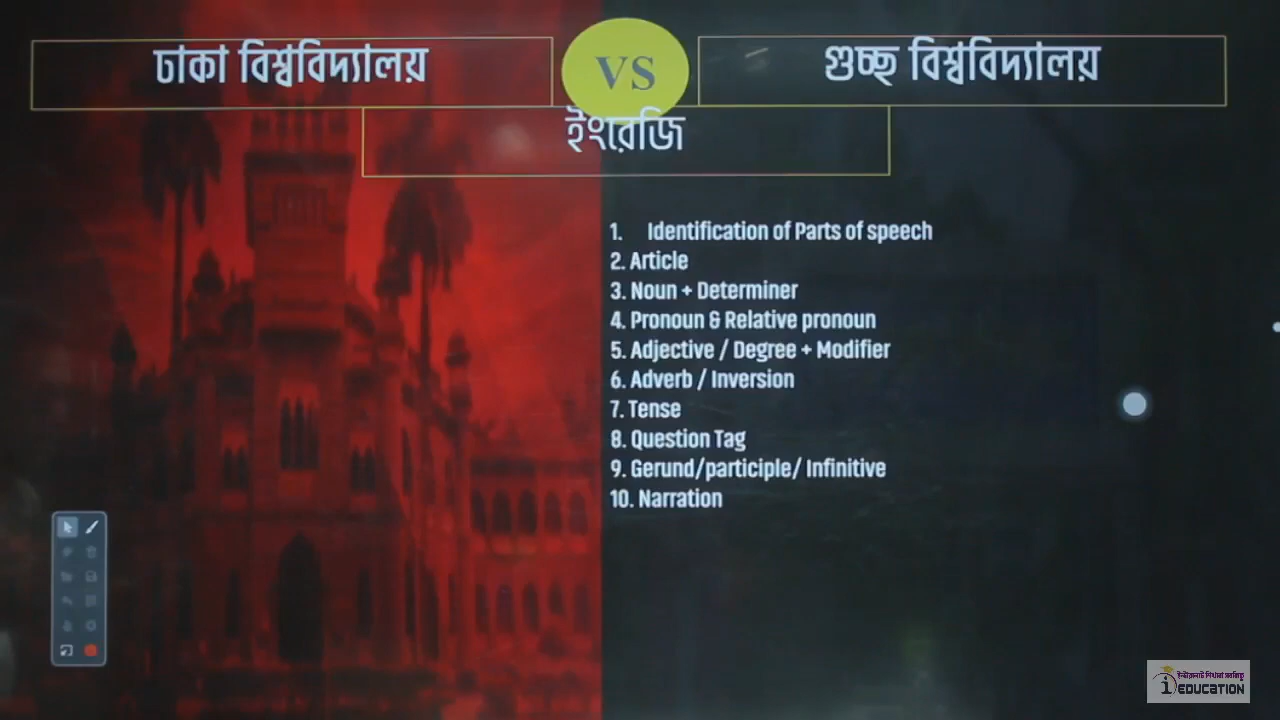 ঢাকা বিশ্ববিদ্যালয়
VS
গুচ্ছ বিশ্ববিদ্যালয়
ইংরেজি
1. Identification of Parts of speech
2. Article
3. Noun + Determiner
4. Pronoun & Relative pronoun
5. Adjective / Degree + Modifier
6. Adverb / Inversion
7. Tense
8. Question Tag
9. Gerund/participle/ Infinitive
10. Narration
EDUCATION